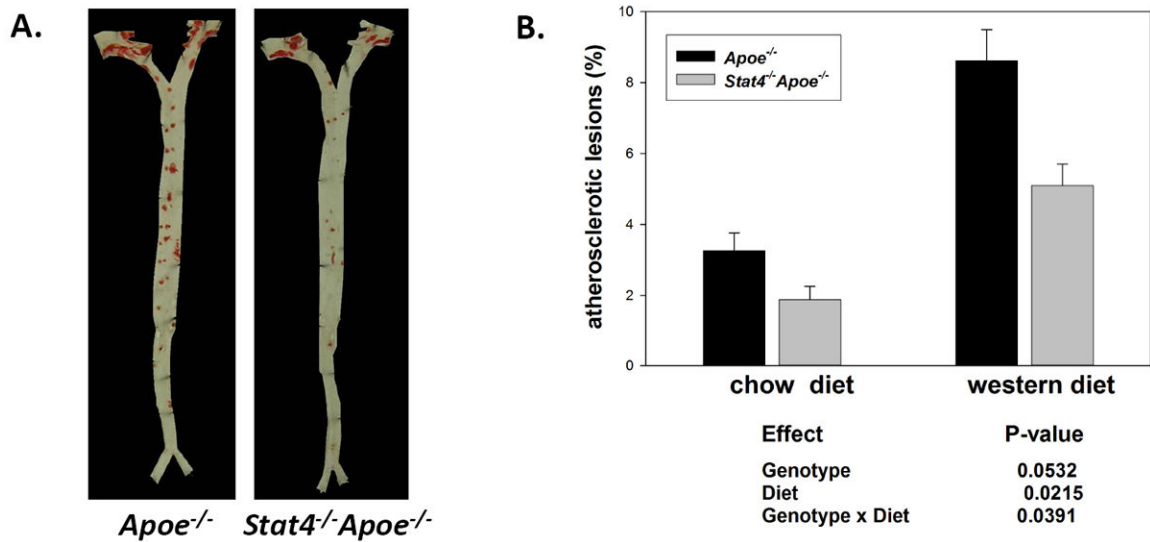 A.
Apoe-/-
Stat4-/-Apoe-/-
B.
atherosclerotic lesions (%)
10
8
6
4
2
0
Apoe-/-
Stat4-/-Apoe-/-
chow diet
western diet
Effect P-value
Genotype 0.0532
Diet 0.0215
Genotype x Diet 0.0391